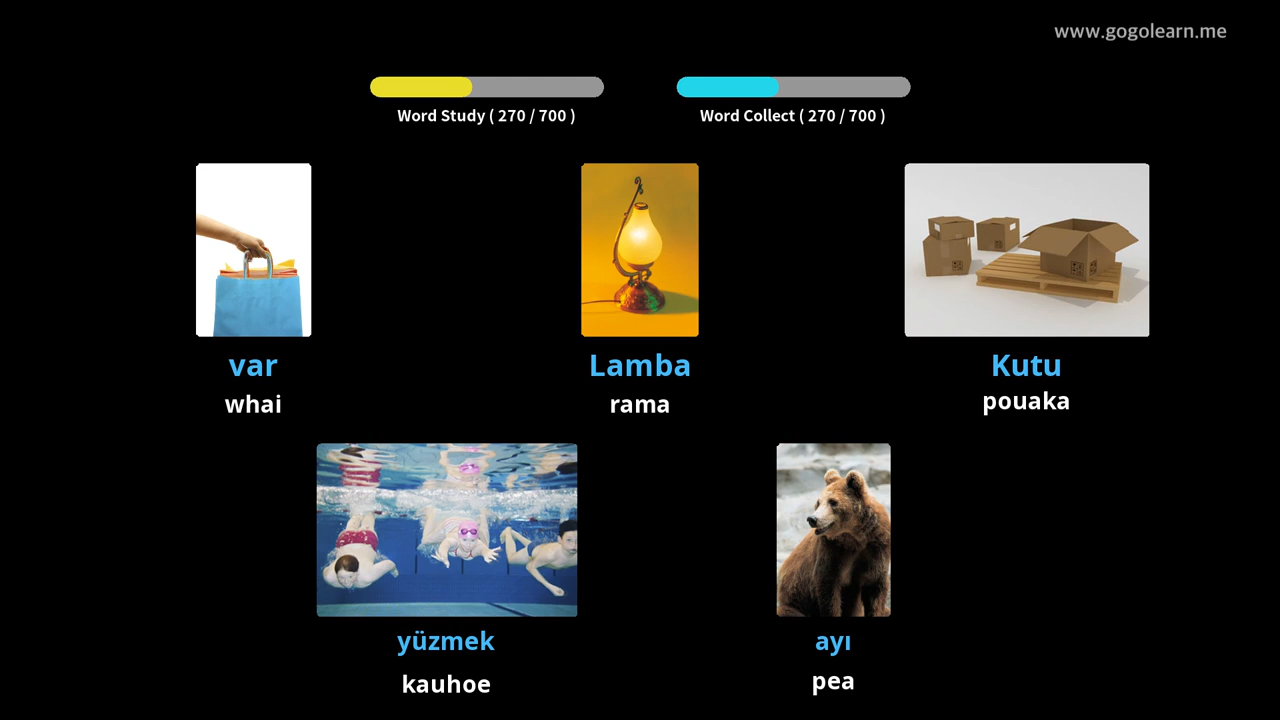 www.gogolearn.me
Word Study ( 270 / 700 )
Word Collect ( 270 / 700 )
var
whai
Lamba
rama
Kutu
pouaka
yüzmek
kauhoe
ayı
pea